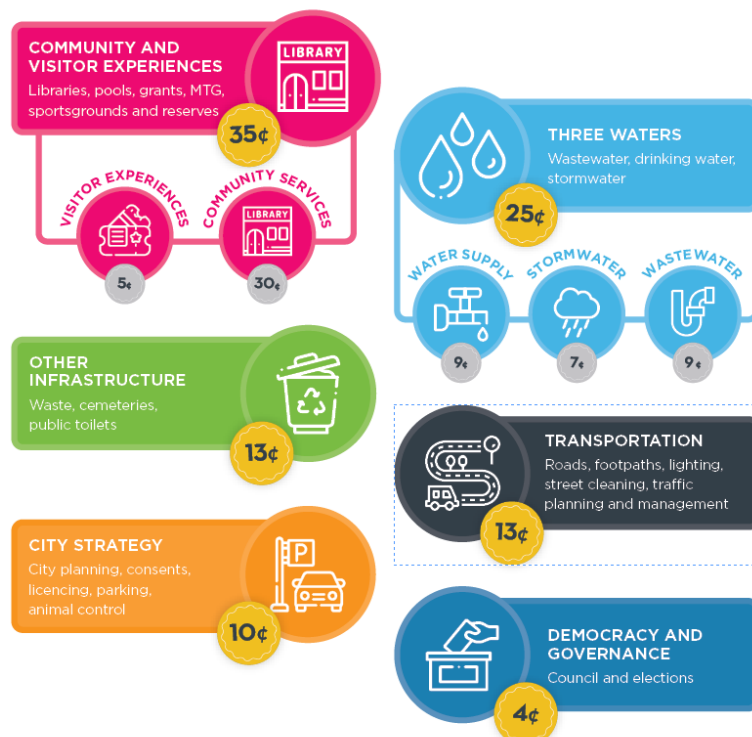 COMMUNITY AND
VISITOR EXPERIENCES
Libraries, pools, grants, MTG,
sportsgrounds and reserves
LIBRARY
35¢
VISITOR EXPERIENCES
5¢
COMMUNITY SERVICES
LIBRARY
30¢
THREE WATERS
Wastewater, drinking water,
stormwater
25¢
WATER SUPPLY
9¢
STORMWATER
7¢
WASTEWATER
9¢
OTHER
INFRASTRUCTURE
Waste, cemeteries,
public toilets
13¢
TRANSPORTATION
Roads, footpaths, lighting,
street cleaning, traffic
planning and management
13¢
CITY STRATEGY
City planning, consents,
licencing, parking,
animal control
P
10¢
DEMOCRACY AND
GOVERNANCE
Council and elections
4¢